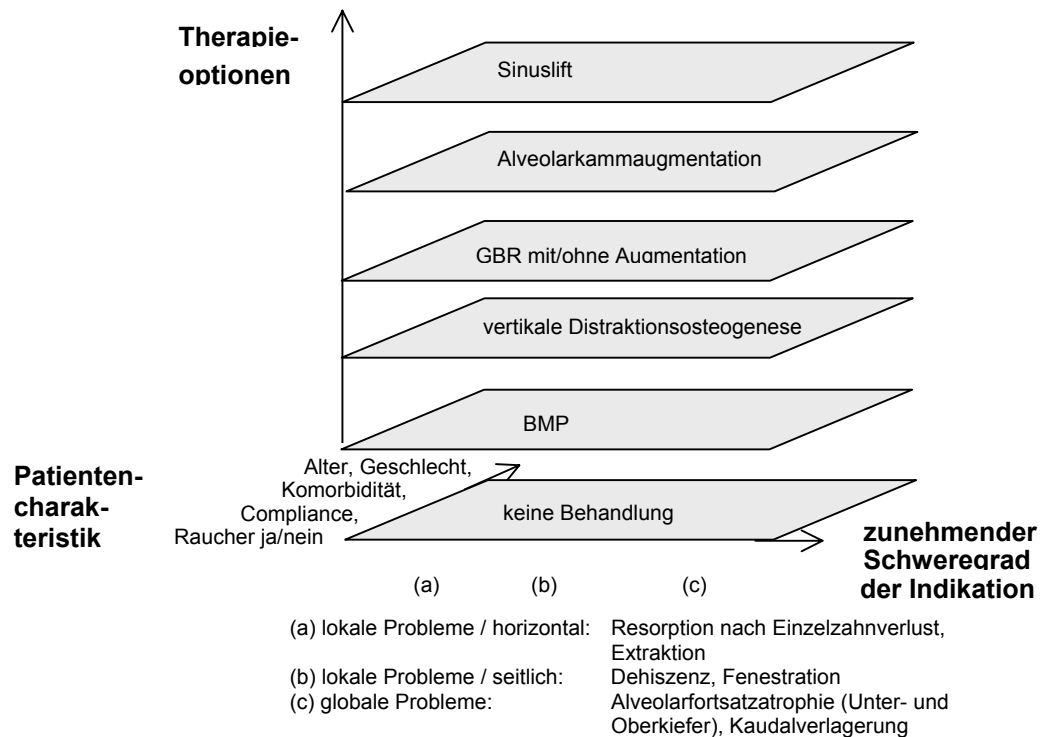 Therapie-
optionen
Sinuslift
Alveolarkammaugmentation
GBR mit/ohne Augmentation
vertikale Distraktionsosteogenese
BMP
Patienten-
charak-
teristik
Alter, Geschlecht,
Komorbidität,
Compliance,
Raucher ja/nein
keine Behandlung
zunehmender
Schweregrad
der Indikation
(a) (b) (c)
(a) lokale Probleme / horizontal: Resorption nach Einzelzahnverlust,
Extraktion
(b) lokale Probleme / seitlich: Dehiszenz, Fenestration
(c) globale Probleme: Alveolarfortsatzatrophie (Unter- und
Oberkiefer), Kaudalverlagerung